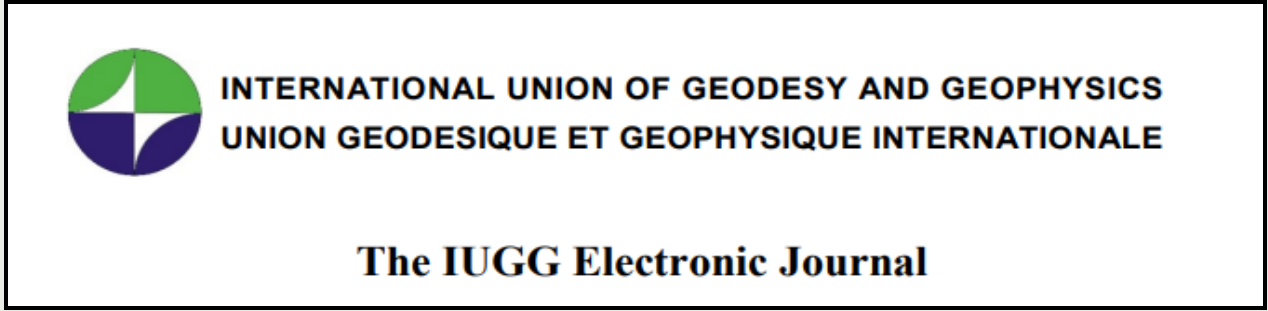 INTERNATIONAL UNION OF GEODESY AND GEOPHYSICS
UNION GEODESIQUE ET GEOPHYSIQUE INTERNATIONALE
The IUGG Electronic Journal